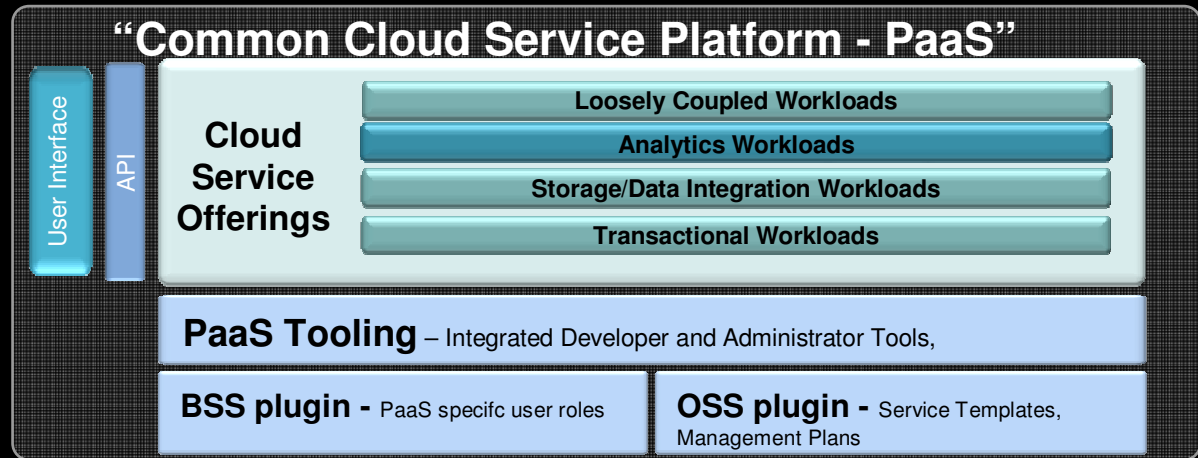 “Common Cloud Service Platform - PaaS”
User Interface
API
Cloud
Service
Offerings
Loosely Coupled Workloads
Analytics Workloads
Storage/Data Integration Workloads
Transactional Workloads
PaaS Tooling – Integrated Developer and Administrator Tools,
BSS plugin - PaaS specifc user roles
OSS plugin - Service Templates,
Management Plans